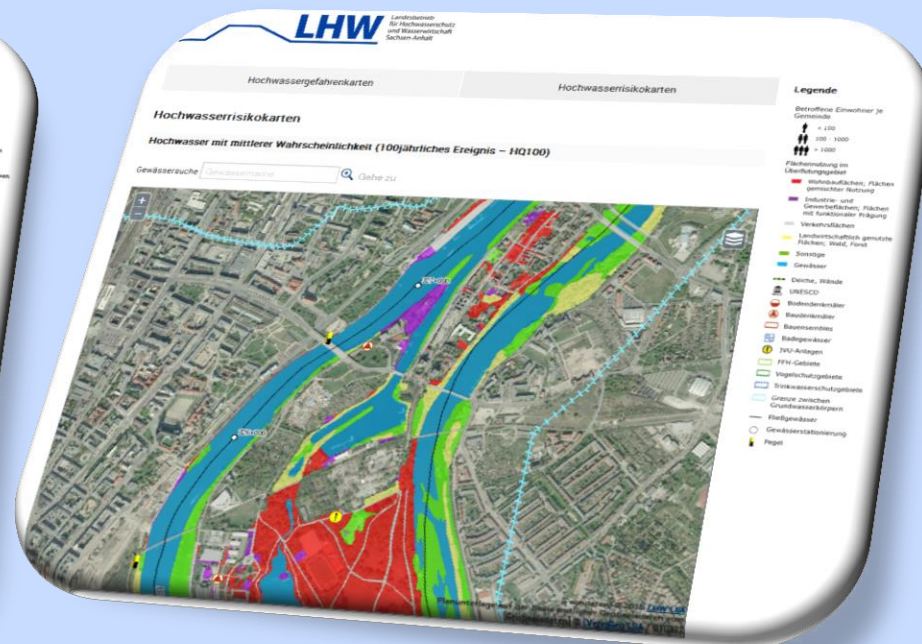 LHW
Landesbetrieb
für Hochwasserschutz
und Wasserwirtschaft
Sachsen-Anhalt
Hochwassergefahrenkarten
Hochwasserrisikokarten
Hochwasserrisikokarten
Hochwasser mit mittlerer Wahrscheinlichkeit (100jährliches Ereignis – HQ100)
Gewässersuche
Gewässername
Gehe zu
+
−
Legende
Betroffene Einwohner je
Gemeinde
< 100
100 - 1000
> 1000
Flächennutzung im
Überflutungsgebiet
Wohnbauflächen; Flächen
gemischter Nutzung
Industrie- und
Gewerbeflächen; Flächen
mit funktionaler Prägung
Verkehrsflächen
Landwirtschaftlich genutzte
Flächen; Wald, Forst
Sonstige
Gewässer
Deiche, Wände
UNESCO
Bodendenkmäler
Baudenkmäler
Bauensembles
Badegewässer
IVU-Anlagen
FFH-Gebiete
Vogelschutzgebiete
Trinkwasserschutzgebiete
Grenze zwischen
Grundwasserkörpern
Fließgewässer
Gewässerstationierung
Pegel